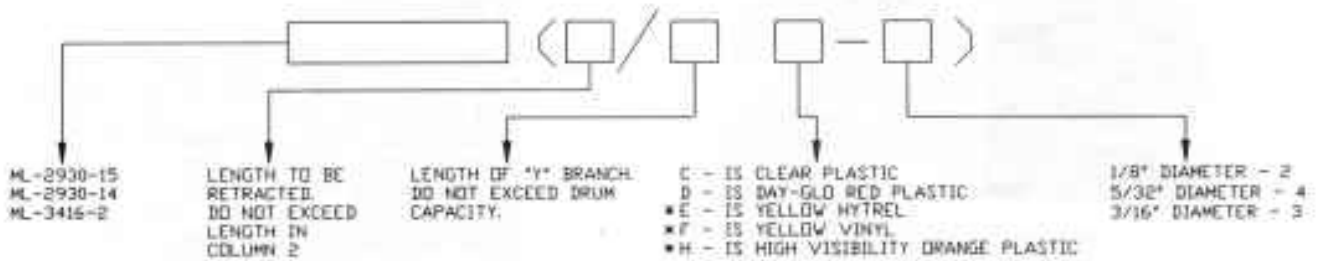 ( / — )
ML-2930-15
ML-2930-14
ML-3416-2
LENGTH TO BE
RETRACTED.
DO NOT EXCEED
LENGTH IN
COLUMN 2
LENGTH OF "Y" BRANCH.
DO NOT EXCEED DRUM
CAPACITY.
C - IS CLEAR PLASTIC
D - IS DAY-GLO RED PLASTIC
*E - IS YELLOW HYTREL
*F - IS YELLOW VINYL
*H - IS HIGH VISIBILITY ORANGE PLASTIC
1/8" DIAMETER - 2
5/32" DIAMETER - 4
3/16" DIAMETER - 3